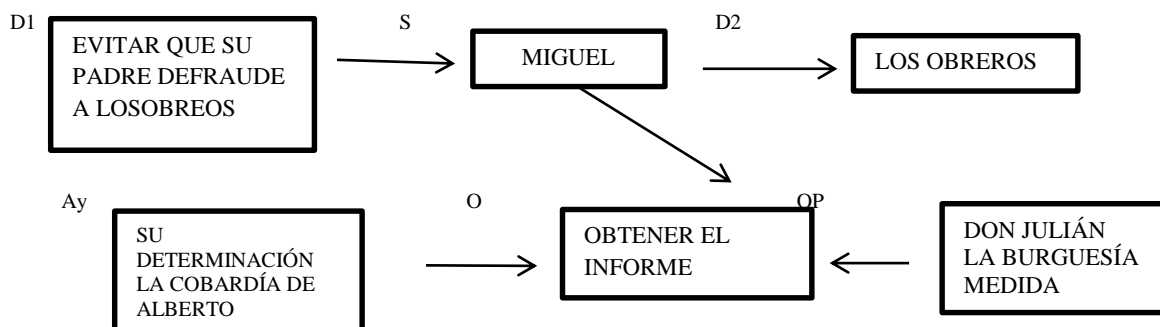 D1
EVITAR QUE SU
PADRE DEFRAUDE
A LOSOBREOS
S
MIGUEL
D2
LOS OBREROS
Ay
SU
DETERMINACIÓN
LA COBARDÍA DE
ALBERTO
O
OBTENER EL
INFORME
OP
DON JULIÁN
LA BURGUESÍA
MEDIDA